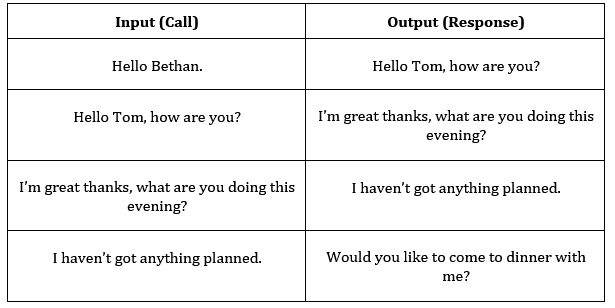 Input (Call)
Output (Response)
Hello Bethan.
Hello Tom, how are you?
Hello Tom, how are you?
I’m great thanks, what are you doing this
evening?
I’m great thanks, what are you doing this
evening?
I haven’t got anything planned.
I haven’t got anything planned.
Would you like to come to dinner with
me?